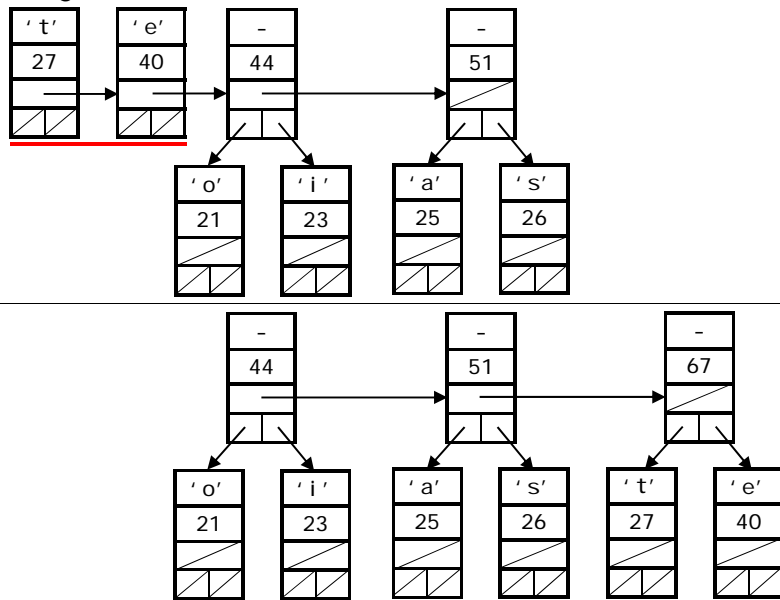 't' 'e' - -
27 40 44 51
'o' 'i' 'a' 's'
21 23 25 26
- - -
44 51 67
'o' 'i' 'a' 's' 't' 'e'
21 23 25 26 27 40